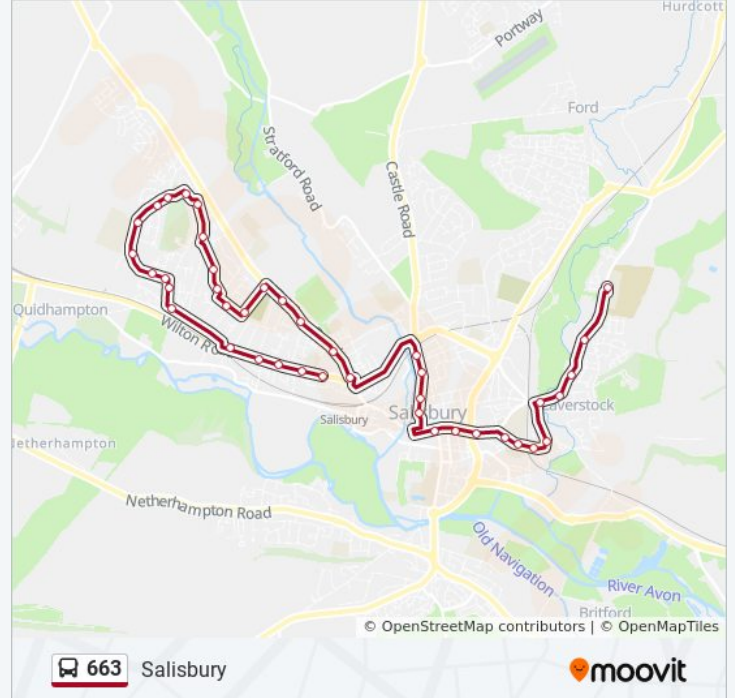 Hurdcott
Portway
Ford
Stratford Road
Castle Road
Quidhampton
Wilton R
Salisbury
Salisbury
averstock
etherhampton
Netherhampton Road
Old Navigation
River Avon
Britford
© OpenStreetMap contributors | © OpenMapTiles
663 Salisbury
moovit